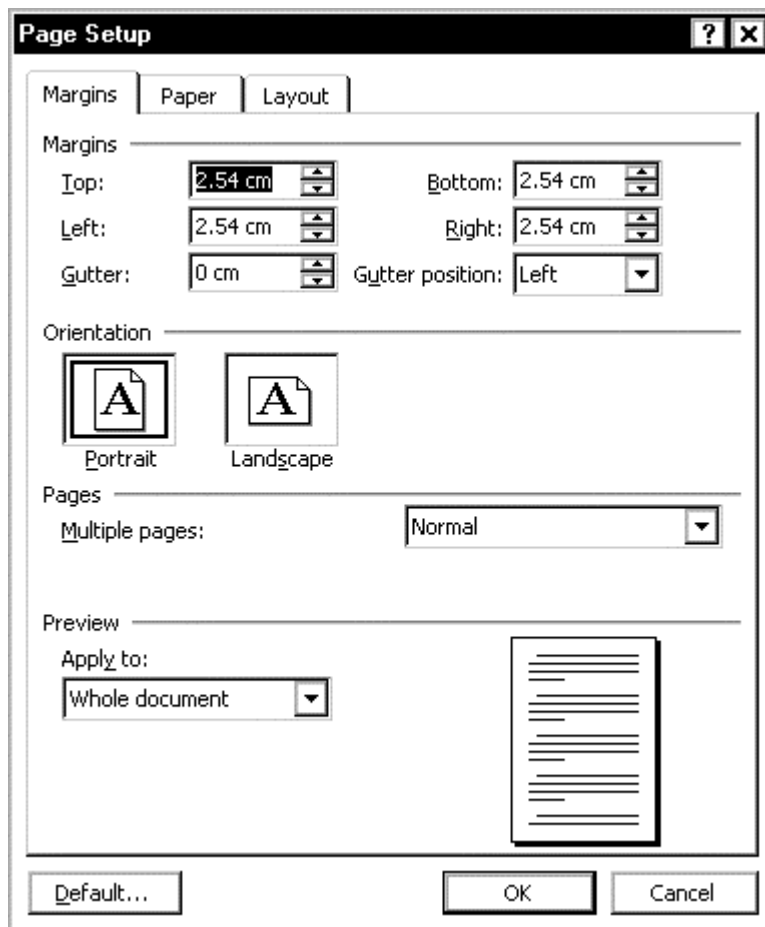 Page Setup ?
Margins Paper Layout
Margins
Top: 2.54 cm Bottom: 2.54 cm
Left: 2.54 cm Right: 2.54 cm
Gutter: 0 cm Gutter position: Left
Orientation
A A
Portrait Landscape
Pages
Multiple pages: Normal
Preview
Apply to:
Whole document
Default... OK Cancel